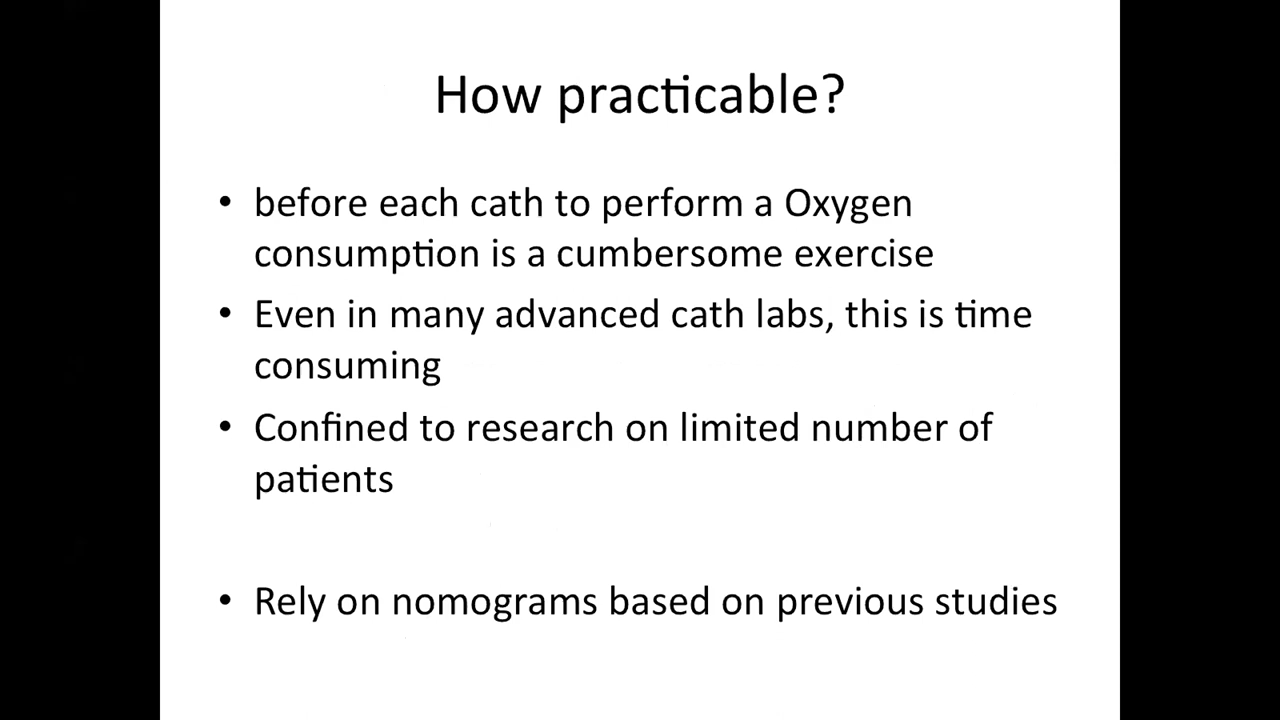 How practicable?
• before each cath to perform a Oxygen
consumption is a cumbersome exercise
• Even in many advanced cath labs, this is time
consuming
• Confined to research on limited number of
patients
• Rely on nomograms based on previous studies